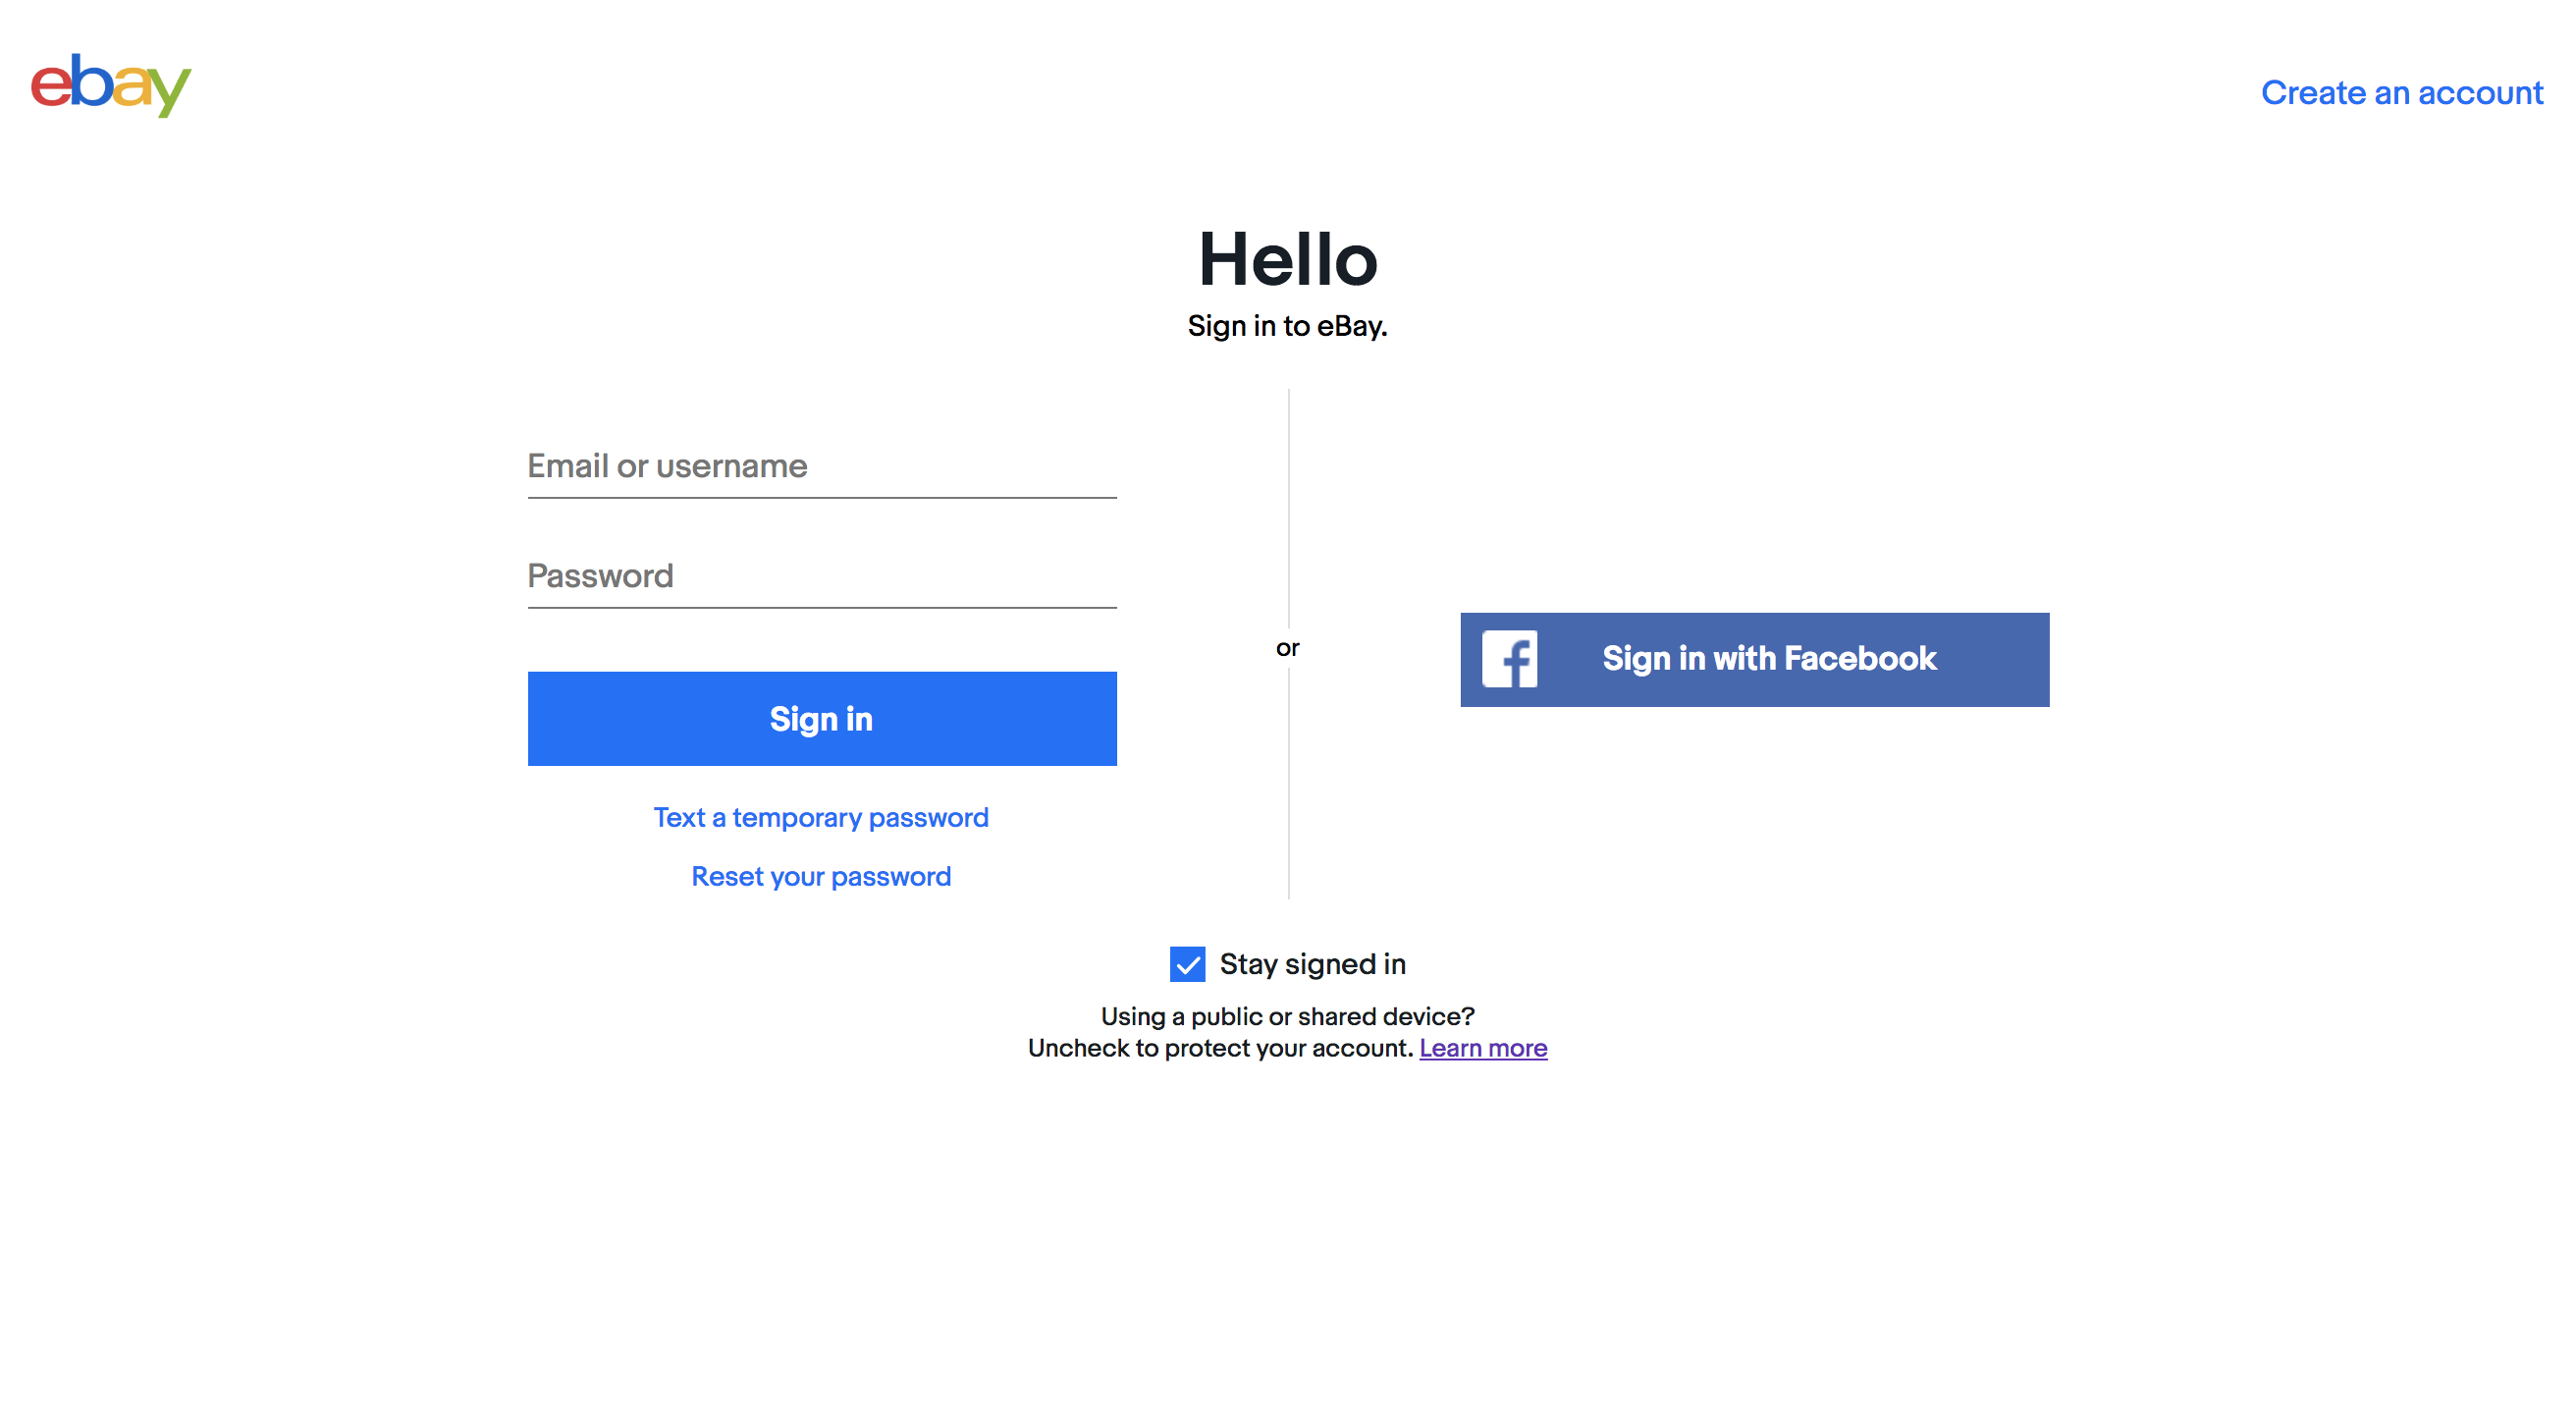 ebay
Create an account
Hello
Sign in to eBay.
Email or username
Password
Sign in
Text a temporary password
Reset your password
or
Sign in with Facebook
Stay signed in
Using a public or shared device?
Uncheck to protect your account. Learn more